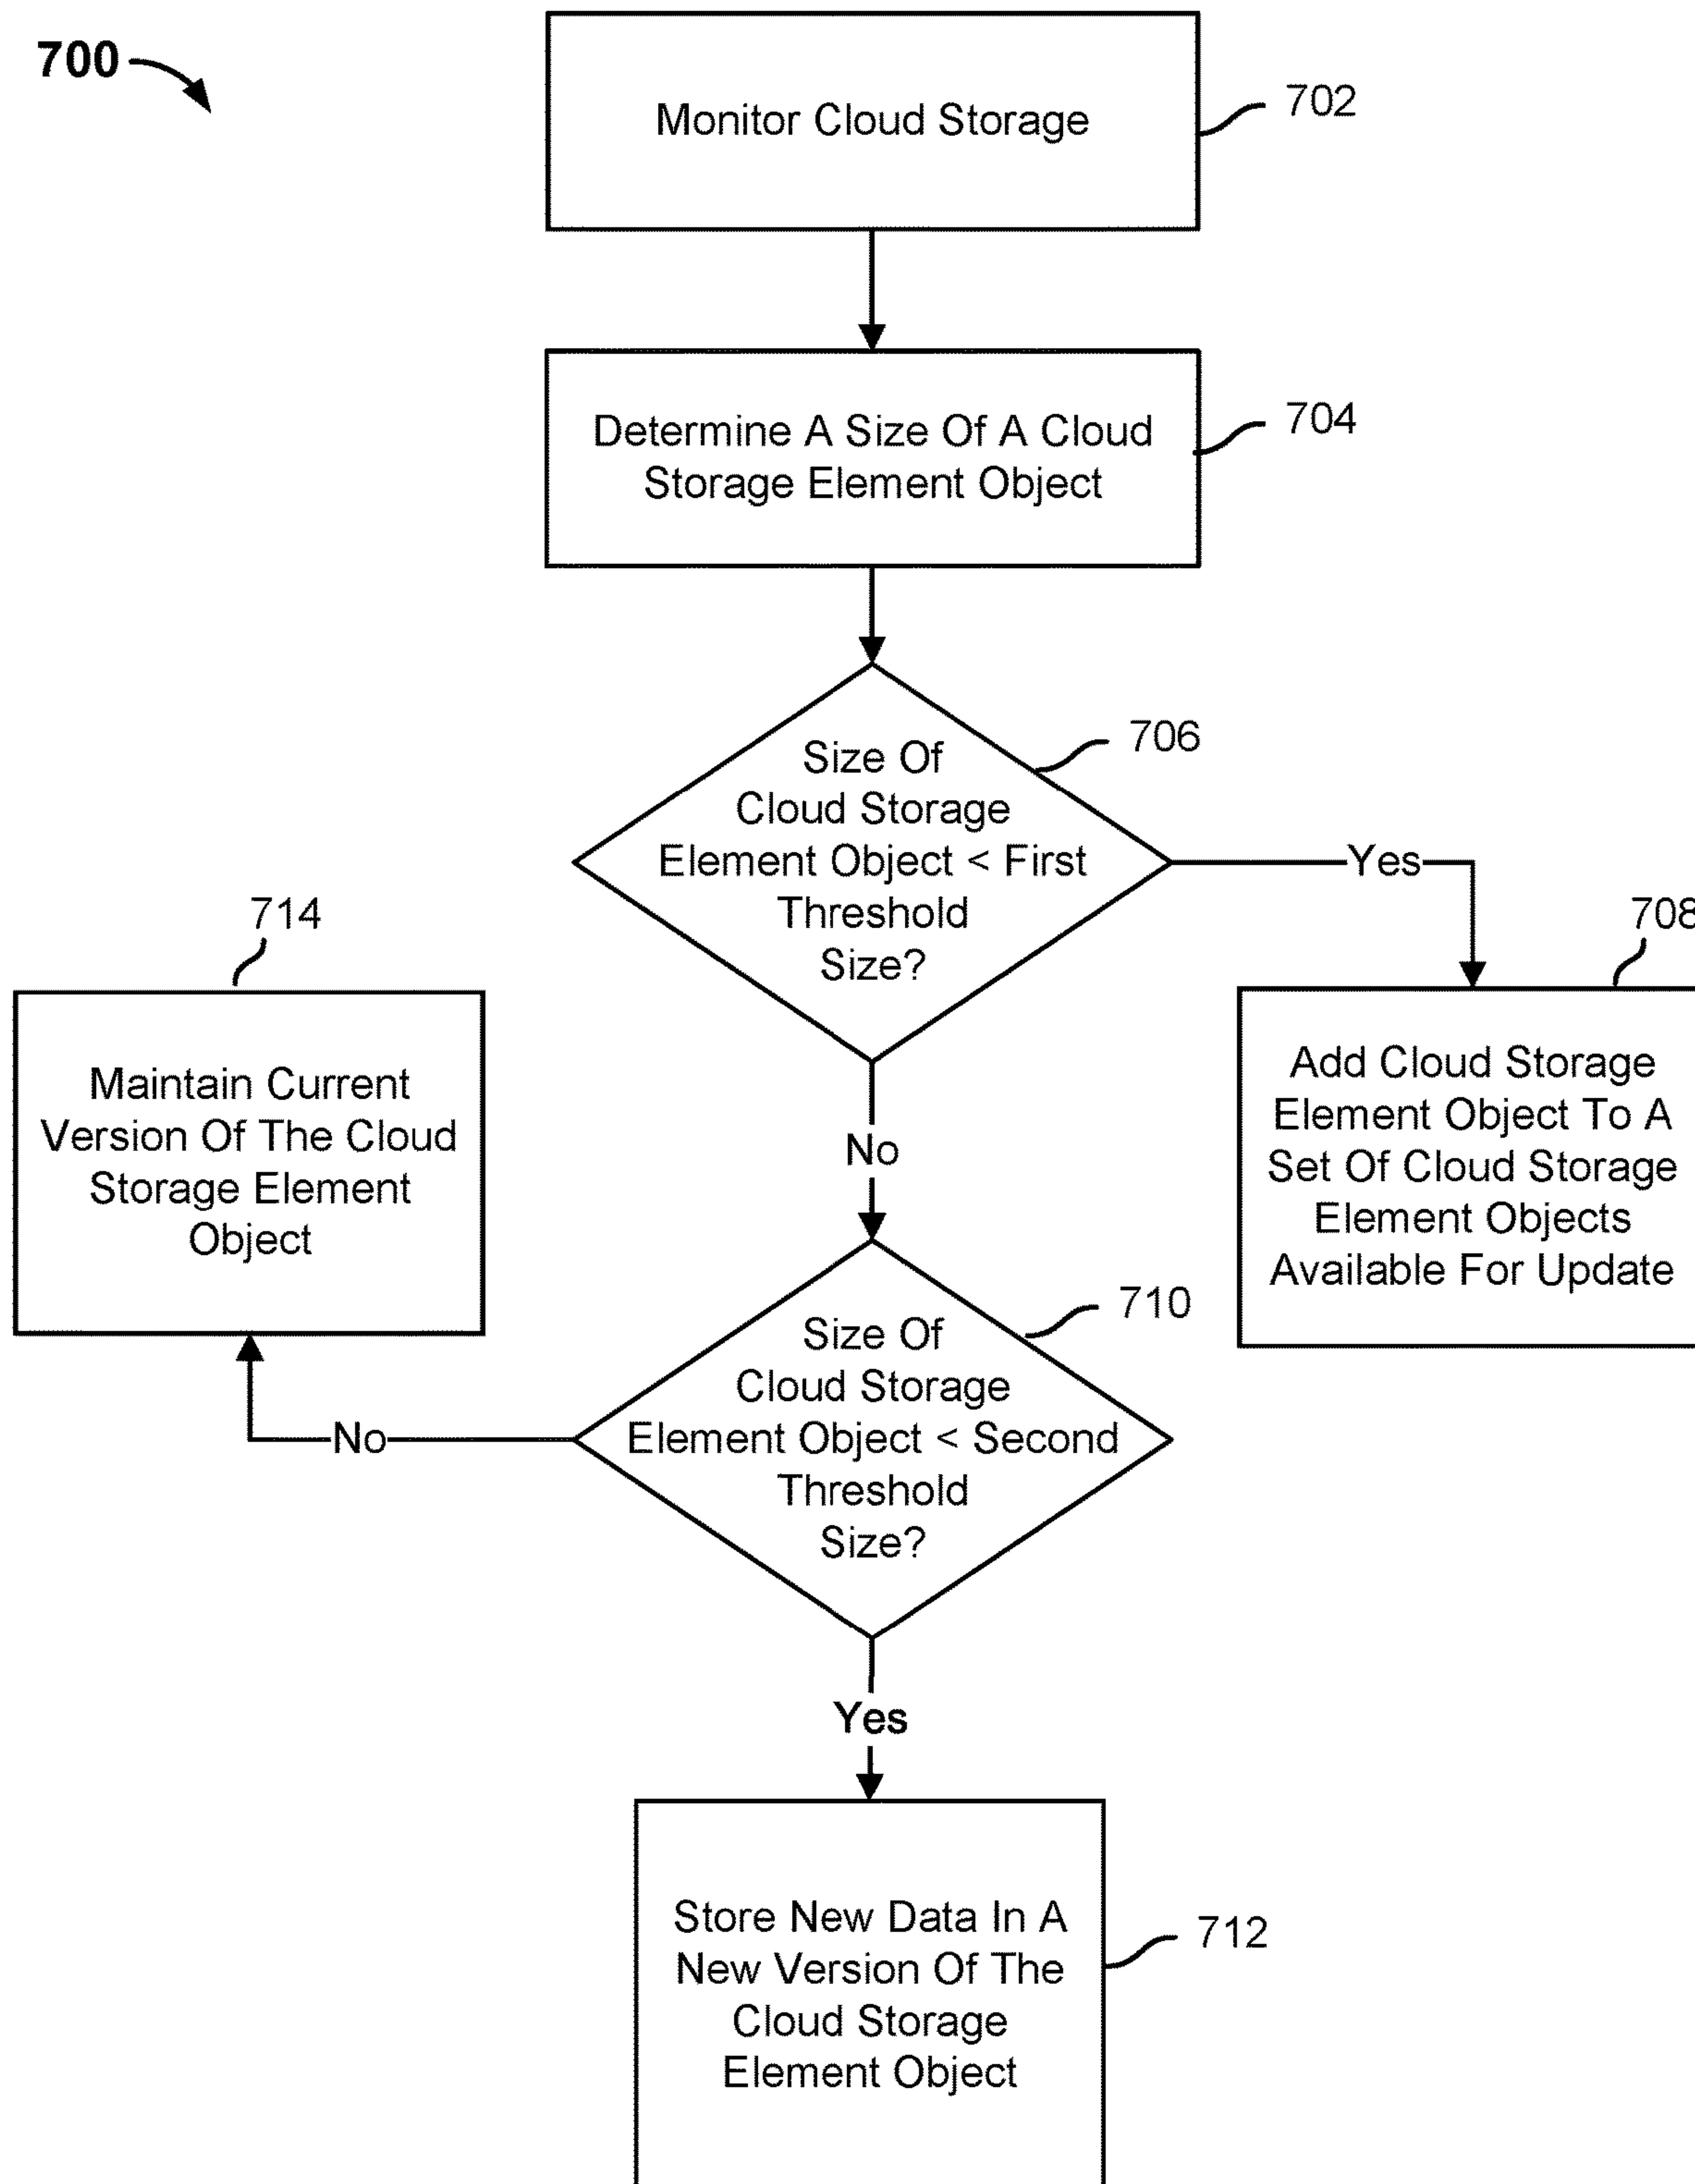 700
Monitor Cloud Storage
702
Determine A Size Of A Cloud
Storage Element Object
704
Size Of
Cloud Storage
Element Object < First
Threshold
Size?
706
Yes
708
Add Cloud Storage
Element Object To A
Set Of Cloud Storage
Element Objects
Available For Update
No
714
Maintain Current
Version Of The Cloud
Storage Element
Object
710
Size Of
Cloud Storage
Element Object < Second
Threshold
Size?
No
Yes
Store New Data In A
New Version Of The
Cloud Storage
Element Object
712